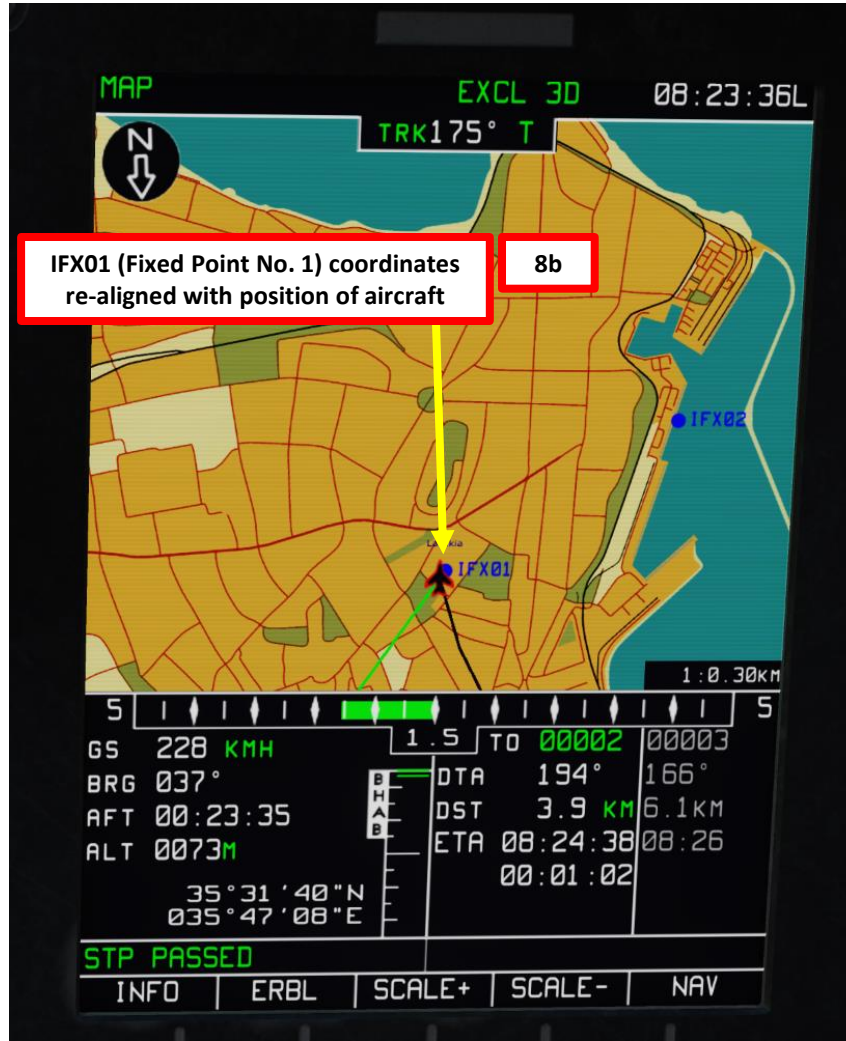 MAP EXCL 3D 08:23:36L
TRK175° T
N
IFX01 (Fixed Point No. 1) coordinates
re-aligned with position of aircraft
8b
IFX02
IFX01
1:0.30KM
5 5
1.5
GS 228 KMH
BRG 037°
AFT 00:23:35
ALT 0073M
35°31'40"N
035°47'08"E
BHAB
TO 00002 00003
DTA 194° 166°
DST 3.9 KM 6.1KM
ETA 08:24:38 08:26
00:01:02
STP PASSED
INFO ERBL SCALE+ SCALE- NAV